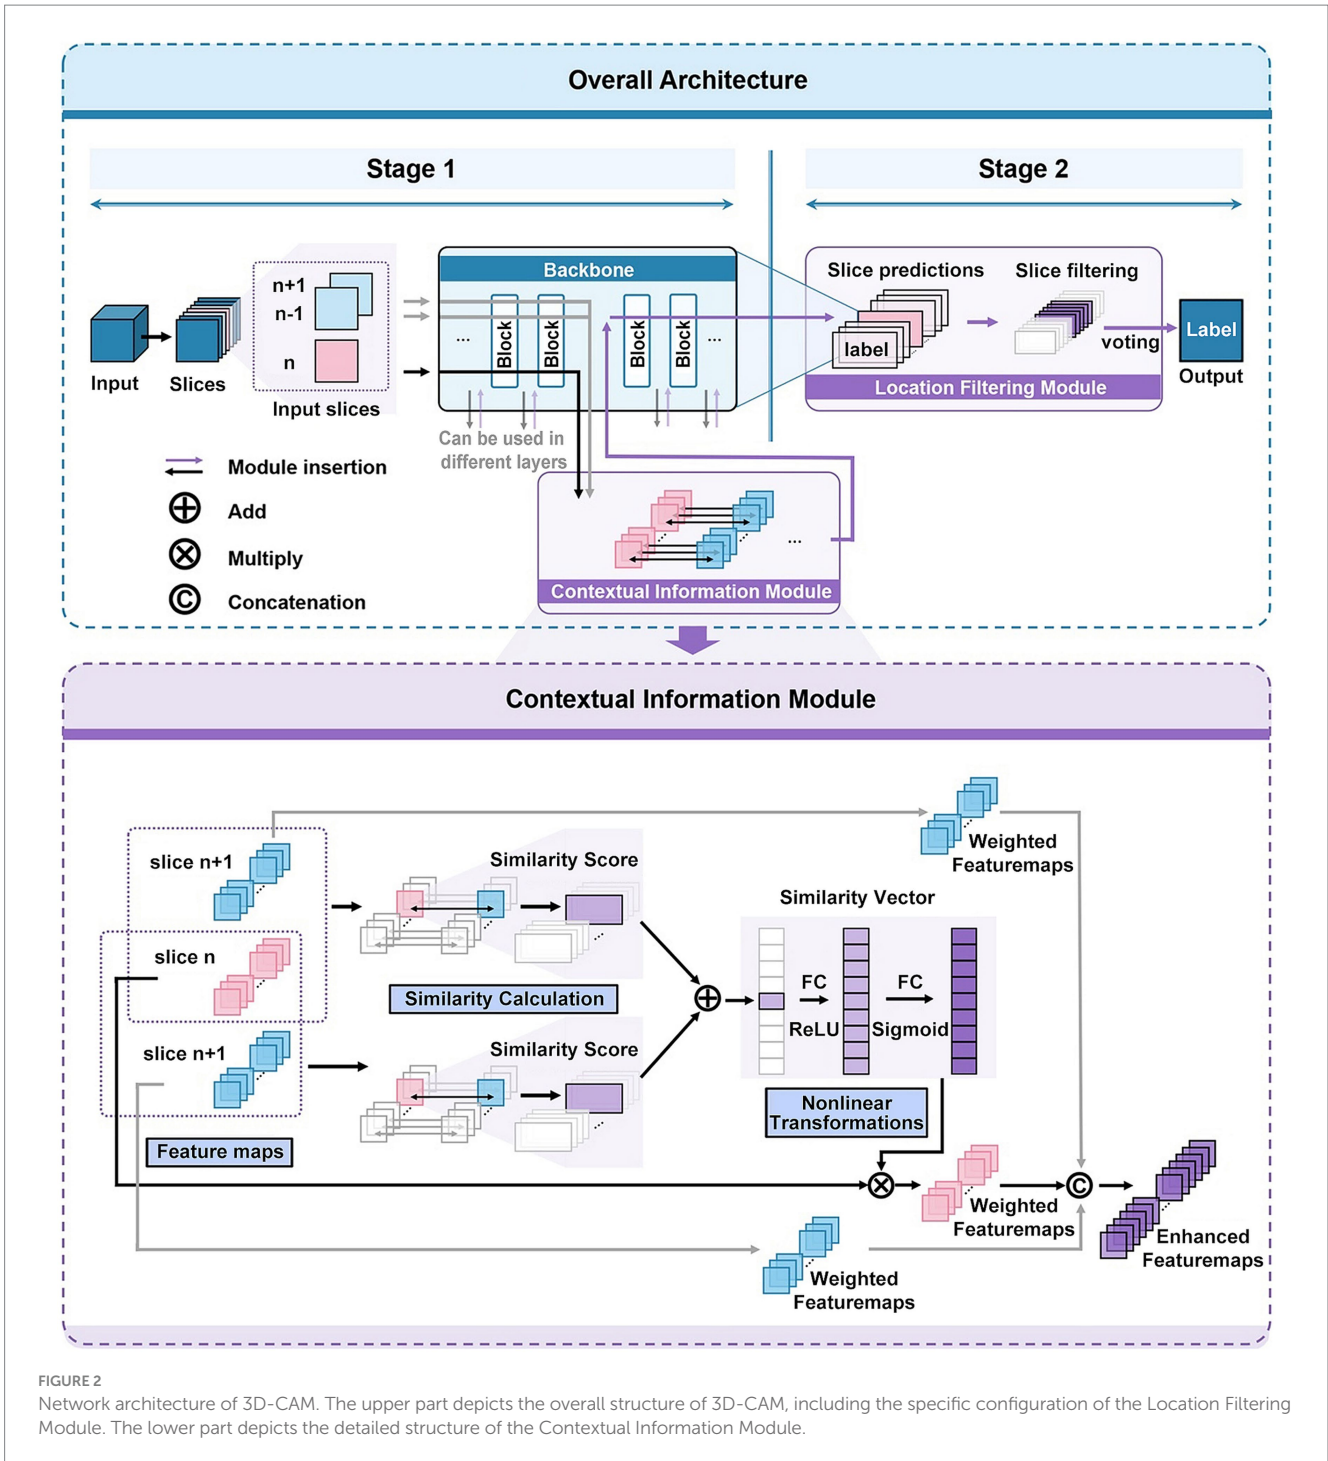 Overall Architecture
Stage 1
Stage 2
Input
Slices
n+1
n-1
n
Input slices
Backbone
...
Block
Block
Block
Block
...
Can be used in
different layers
Slice predictions
label
Slice filtering
voting
Location Filtering Module
Label
Output
Module insertion
Add
Multiply
C
Concatenation
...
Contextual Information Module
Contextual Information Module
slice n+1
slice n
slice n+1
Feature maps
Similarity Score
Similarity Calculation
Similarity Score
Similarity Vector
FC
ReLU
FC
Sigmoid
Nonlinear
Transformations
Weighted
Featuremaps
Weighted
Featuremaps
Weighted
Featuremaps
C
Enhanced
Featuremaps
FIGURE 2
Network architecture of 3D-CAM. The upper part depicts the overall structure of 3D-CAM, including the specific configuration of the Location Filtering
Module. The lower part depicts the detailed structure of the Contextual Information Module.